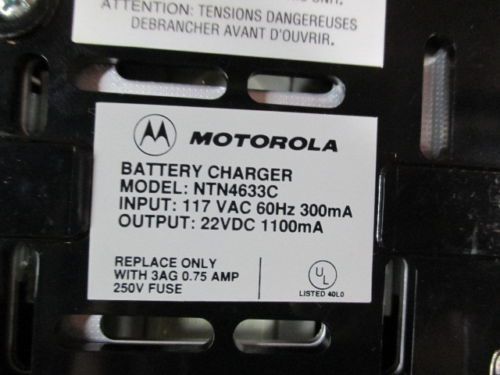 ATTENTION: TENSIONS DANGEREUSES
DEBRANCHER AVANT D'OUVRIR.
MOTOROLA
BATTERY CHARGER
MODEL: NTN4633C
INPUT: 117 VAC 60Hz 300mA
OUTPUT: 22VDC 1100mA
REPLACE ONLY
WITH 3AG 0.75 AMP
250V FUSE
UL
LISTED 40L0